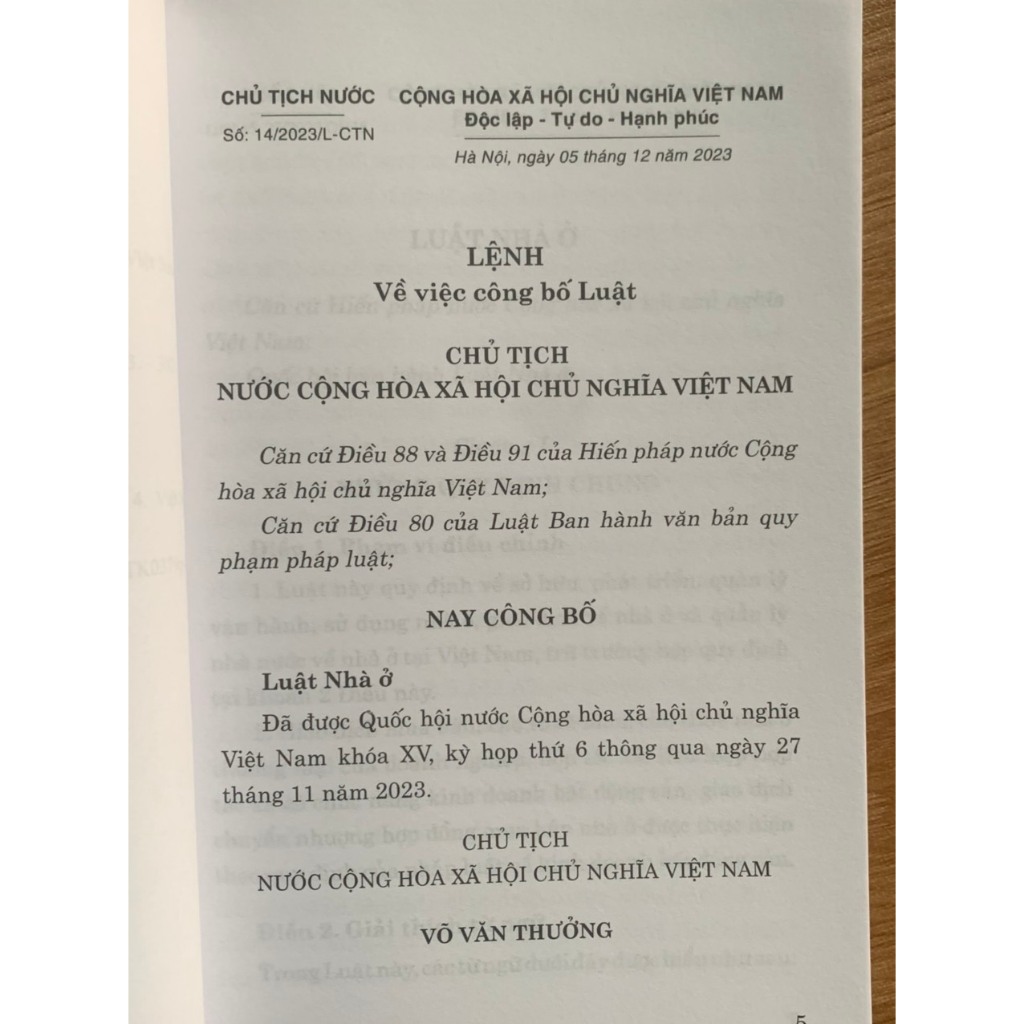 CHỦ TỊCH NƯỚC
Số: 14/2023/L-CTN
CỘNG HÒA XÃ HỘI CHỦ NGHĨA VIỆT NAM
Độc lập - Tự do - Hạnh phúc
Hà Nội, ngày 05 tháng 12 năm 2023
LỆNH
Về việc công bố Luật
CHỦ TỊCH
NƯỚC CỘNG HÒA XÃ HỘI CHỦ NGHĨA VIỆT NAM
Căn cứ Điều 88 và Điều 91 của Hiến pháp nước Cộng
hòa xã hội chủ nghĩa Việt Nam;
Căn cứ Điều 80 của Luật Ban hành văn bản quy
phạm pháp luật;
NAY CÔNG BỐ
Luật Nhà ở
Đã được Quốc hội nước Cộng hòa xã hội chủ nghĩa
Việt Nam khóa XV, kỳ họp thứ 6 thông qua ngày 27
tháng 11 năm 2023.
CHỦ TỊCH
NƯỚC CỘNG HÒA XÃ HỘI CHỦ NGHĨA VIỆT NAM
VÕ VĂN THƯỞNG
5